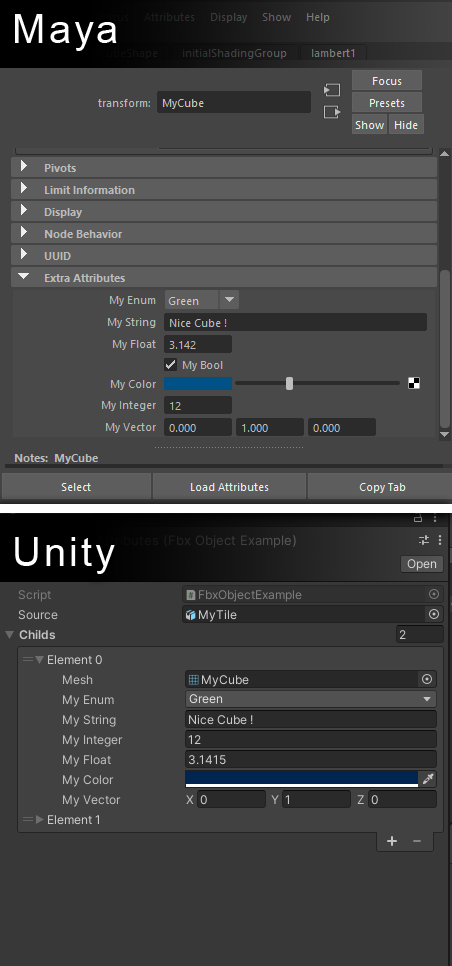 Attributes Display Show Help
Maya
Shape initialShadingGroup lambert1
Focus
transform: MyCube
Presets
Show Hide
Pivots
Limit Information
Display
Node Behavior
UUID
Extra Attributes
My Enum Green
My String Nice Cube !
My Float 3.142
My Bool
My Color
My Integer 12
My Vector 0.000 1.000 0.000
Notes: MyCube
Select Load Attributes Copy Tab
Unity
(Fbx Object Example)
Open
Script FbxObjectExample
Source MyTile
Childs 2
Element 0
Mesh MyCube
My Enum Green
My String Nice Cube !
My Integer 12
My Float 3.1415
My Color
My Vector X 0 Y 1 Z 0
Element 1